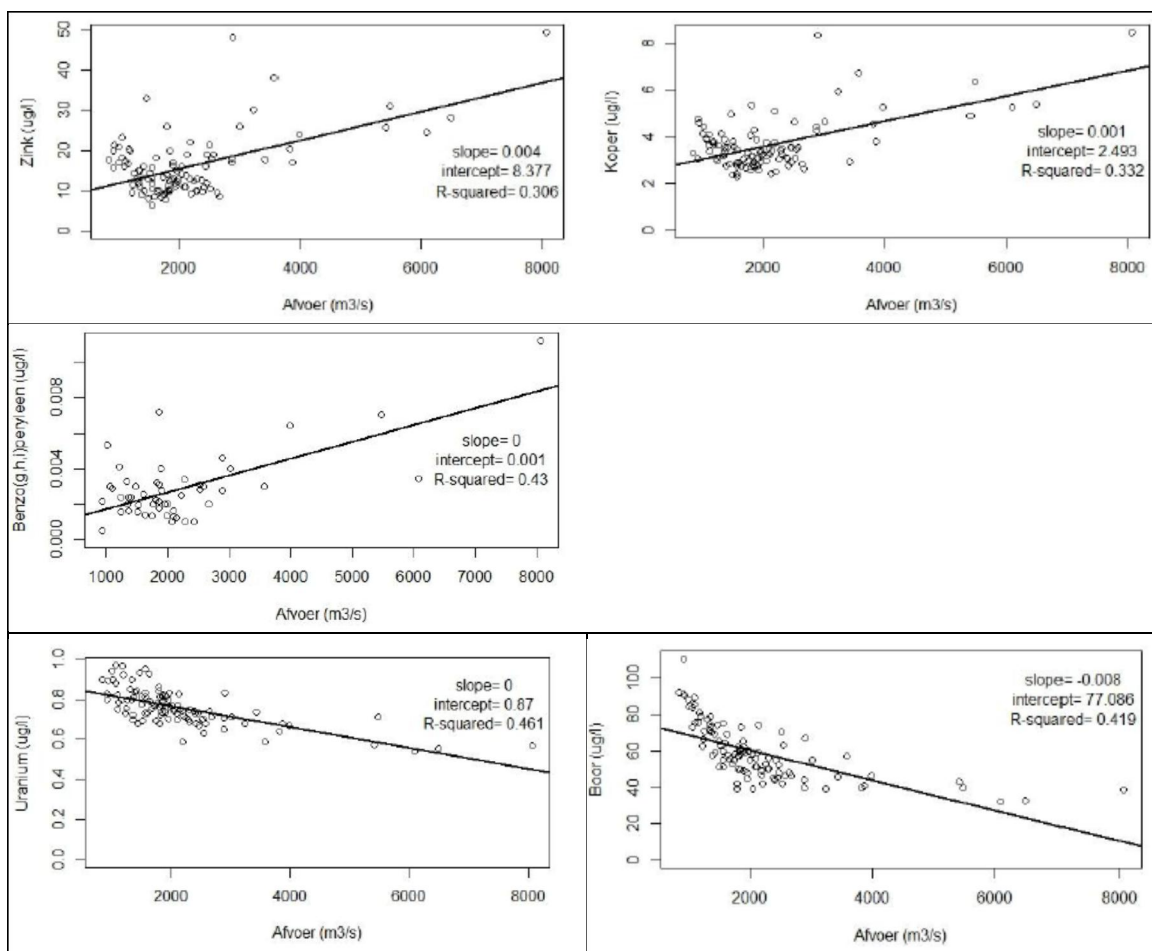 Zink (ug/l)
50
40
30
20
10
0
slope= 0.004
intercept= 8.377
R-squared= 0.306
2000 4000 6000 8000
Afvoer (m3/s)
Koper (ug/l)
8
6
4
2
0
slope= 0.001
intercept= 2.493
R-squared= 0.332
2000 4000 6000 8000
Afvoer (m3/s)
Benzo(g,h,i)peryleen (ug/l)
0.008
0.004
0.000
slope= 0
intercept= 0.001
R-squared= 0.43
1000 2000 3000 4000 5000 6000 7000 8000
Afvoer (m3/s)
Uranium (ug/l)
1.0
0.8
0.6
0.4
0.2
0.0
slope= 0
intercept= 0.87
R-squared= 0.461
2000 4000 6000 8000
Afvoer (m3/s)
Boor (ug/l)
100
80
60
40
20
0
slope= -0.008
intercept= 77.086
R-squared= 0.419
2000 4000 6000 8000
Afvoer (m3/s)